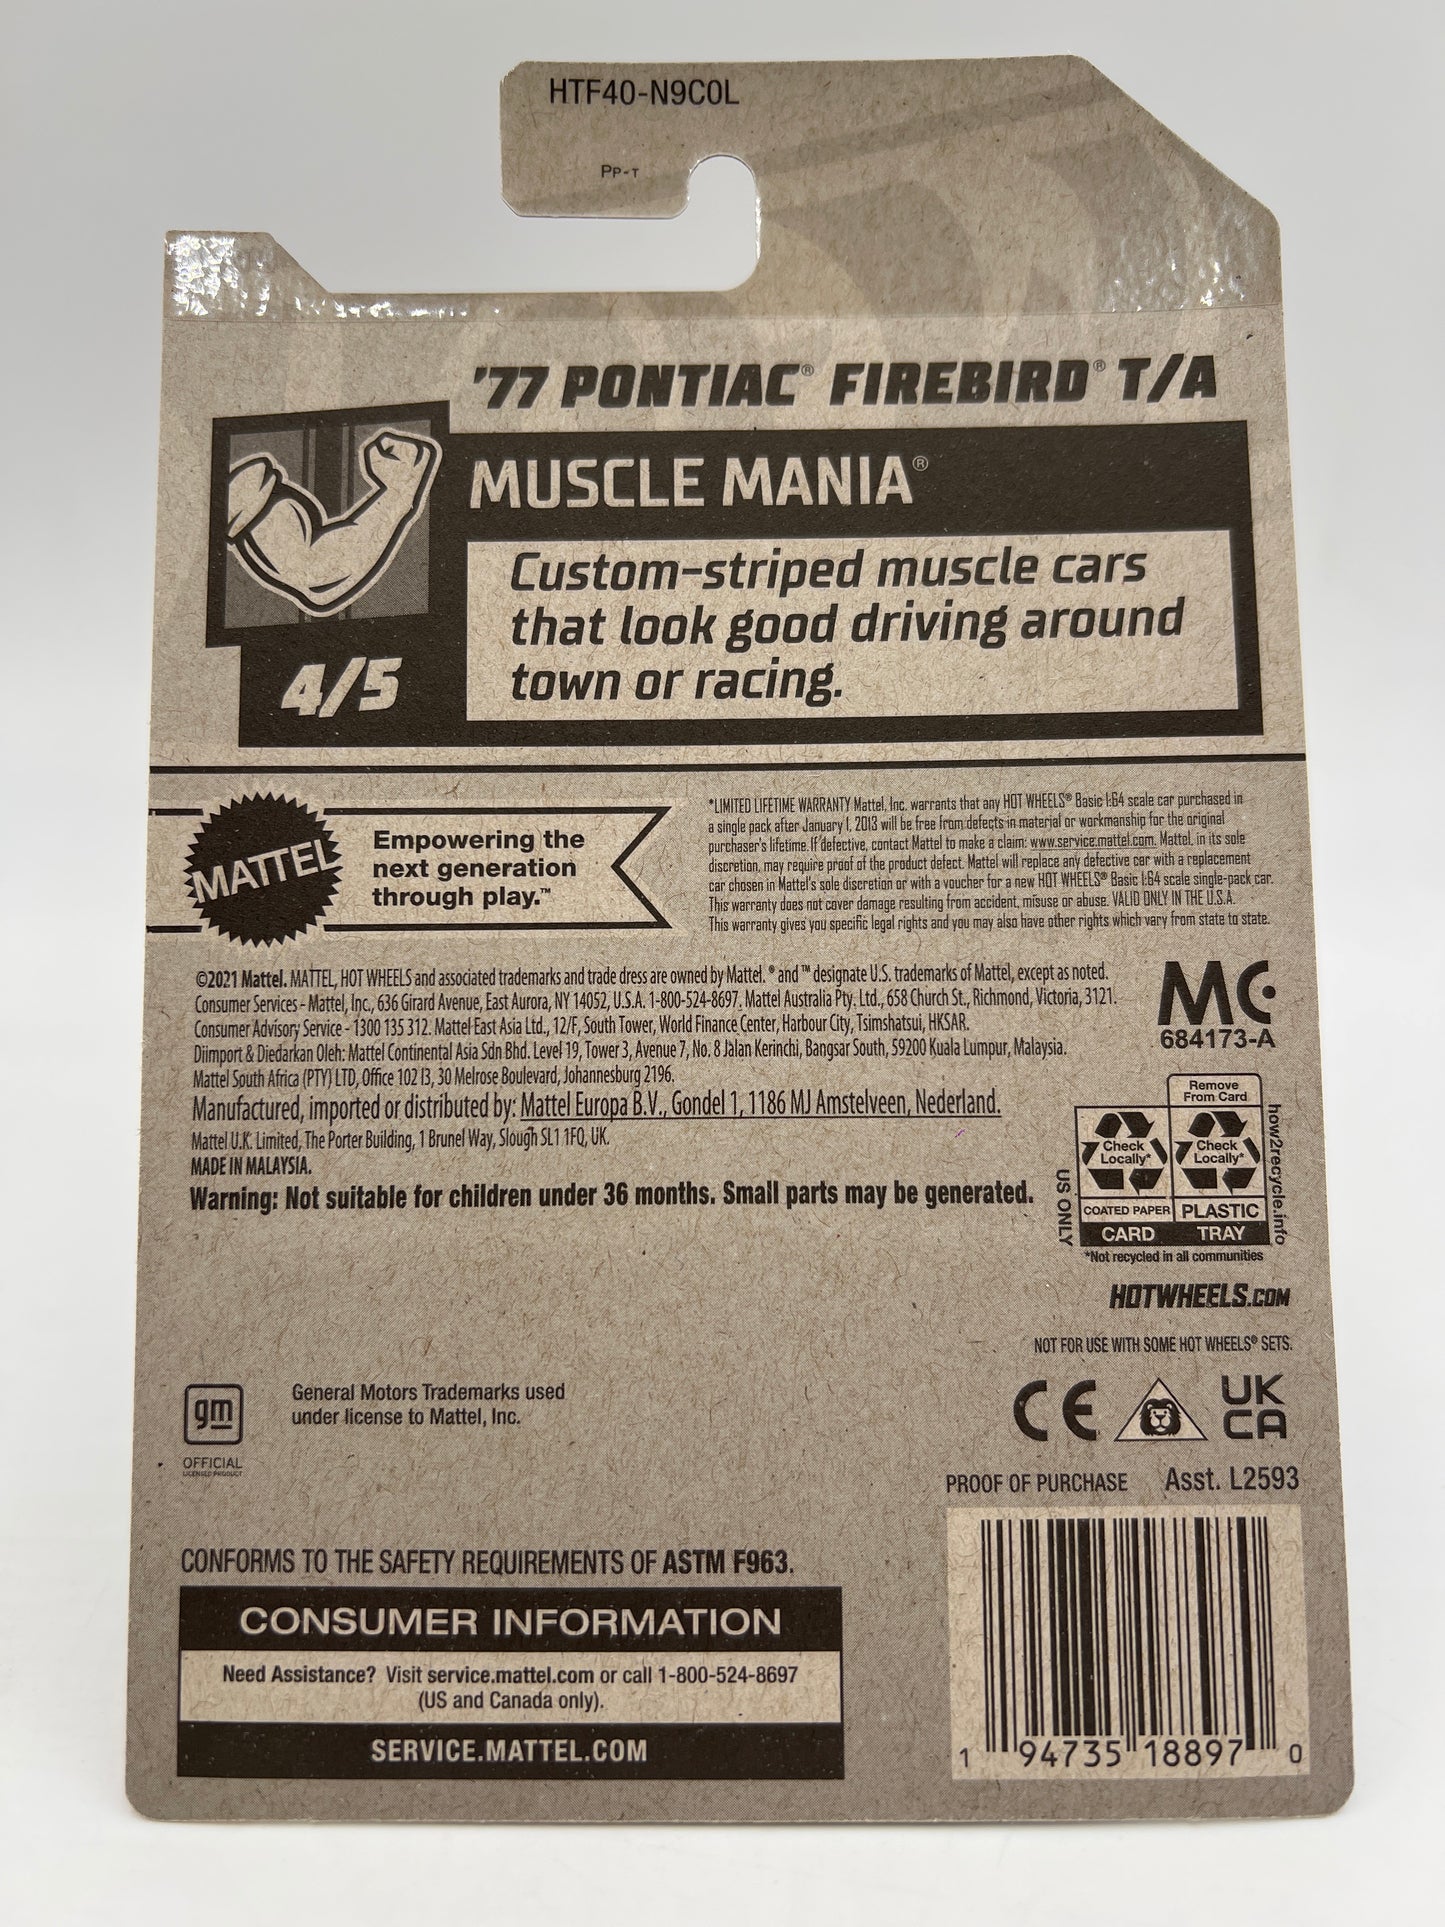 HTF40-N9C0L
PP-T
'77 PONTIAC® FIREBIRD® T/A
MUSCLE MANIA®
Custom-striped muscle cars
that look good driving around
town or racing.
4/5
MATTEL
Empowering the
next generation
through play.™
*LIMITED LIFETIME WARRANTY Mattel, Inc. warrants that any HOT WHEELS® Basic 1:64 scale car purchased in
a single pack after January 1, 2013 will be free from defects in material or workmanship for the original
purchaser's lifetime. If defective, contact Mattel to make a claim: www.service.mattel.com. Mattel, in its sole
discretion, may require proof of the product defect. Mattel will replace any defective car with a replacement
car chosen in Mattel's sole discretion or with a voucher for a new HOT WHEELS® Basic 1:64 scale single-pack car.
This warranty does not cover damage resulting from accident, misuse or abuse. VALID ONLY IN THE U.S.A.
This warranty gives you specific legal rights and you may also have other rights which vary from state to state.
©2021 Mattel. MATTEL, HOT WHEELS and associated trademarks and trade dress are owned by Mattel. ® and ™ designate U.S. trademarks of Mattel, except as noted.
Consumer Services - Mattel, Inc., 636 Girard Avenue, East Aurora, NY 14052, U.S.A. 1-800-524-8697. Mattel Australia Pty. Ltd., 658 Church St., Richmond, Victoria, 3121.
Consumer Advisory Service - 1300 135 312. Mattel East Asia Ltd., 12/F, South Tower, World Finance Center, Harbour City, Tsimshatsui, HKSAR.
Diimport & Diedarkan Oleh: Mattel Continental Asia Sdn Bhd. Level 19, Tower 3, Avenue 7, No. 8 Jalan Kerinchi, Bangsar South, 59200 Kuala Lumpur, Malaysia.
Mattel South Africa (PTY) LTD, Office 102 I3, 30 Melrose Boulevard, Johannesburg 2196.
Manufactured, imported or distributed by: Mattel Europa B.V., Gondel 1, 1186 MJ Amstelveen, Nederland.
Mattel U.K. Limited, The Porter Building, 1 Brunel Way, Slough SL1 1FQ, UK.
MADE IN MALAYSIA.
Warning: Not suitable for children under 36 months. Small parts may be generated.
MC
684173-A
Remove
From Card
Check
Locally*
Check
Locally*
COATED PAPER
PLASTIC
CARD
TRAY
US ONLY
how2recycle.info
*Not recycled in all communities
HOTWHEELS.COM
NOT FOR USE WITH SOME HOT WHEELS® SETS.
gm
OFFICIAL
LICENSED PRODUCT
General Motors Trademarks used
under license to Mattel, Inc.
CE
UK
CA
PROOF OF PURCHASE Asst. L2593
CONFORMS TO THE SAFETY REQUIREMENTS OF ASTM F963.
CONSUMER INFORMATION
Need Assistance? Visit service.mattel.com or call 1-800-524-8697
(US and Canada only).
SERVICE.MATTEL.COM
1 94735 18897 0